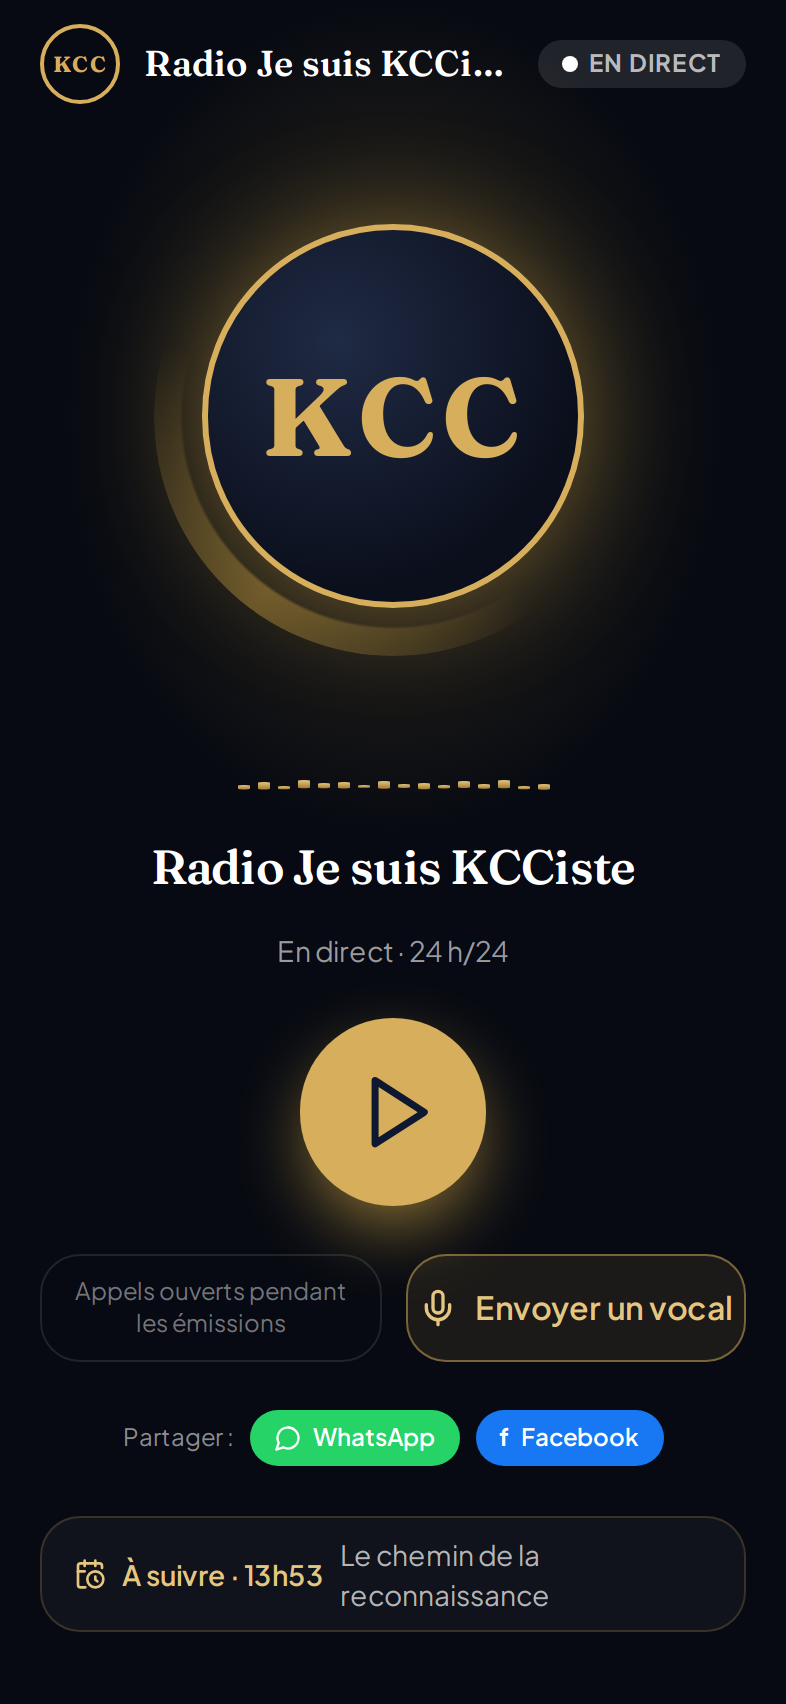 KCC
Radio Je suis KCCi...
EN DIRECT
KCC
Radio Je suis KCCiste
En direct · 24 h/24
Appels ouverts pendant
les émissions
Envoyer un vocal
Partager :
WhatsApp
f Facebook
À suivre · 13h53
Le chemin de la
reconnaissance